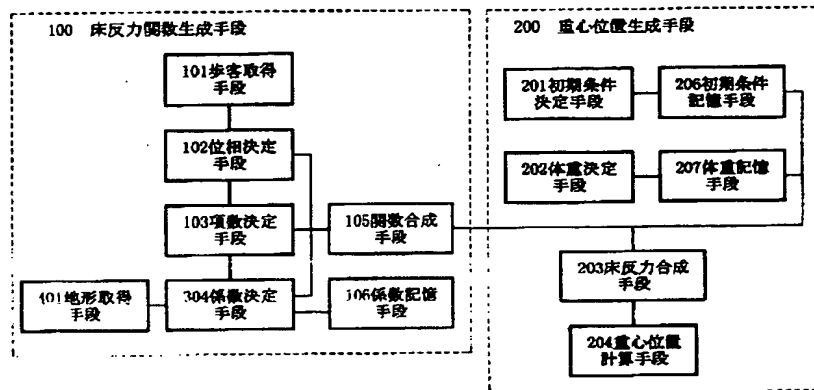 100 床反力関数生成手段
101歩容取得
手段
102位相決定
手段
103項数決定
手段
105関数合成
手段
401地形取得
手段
304係数決定
手段
106係数記憶
手段
200 重心位置生成手段
201初期条件
決定手段
206初期条件
記憶手段
202体重決定
手段
207体重記憶
手段
203床反力合成
手段
204重心位置
計算手段